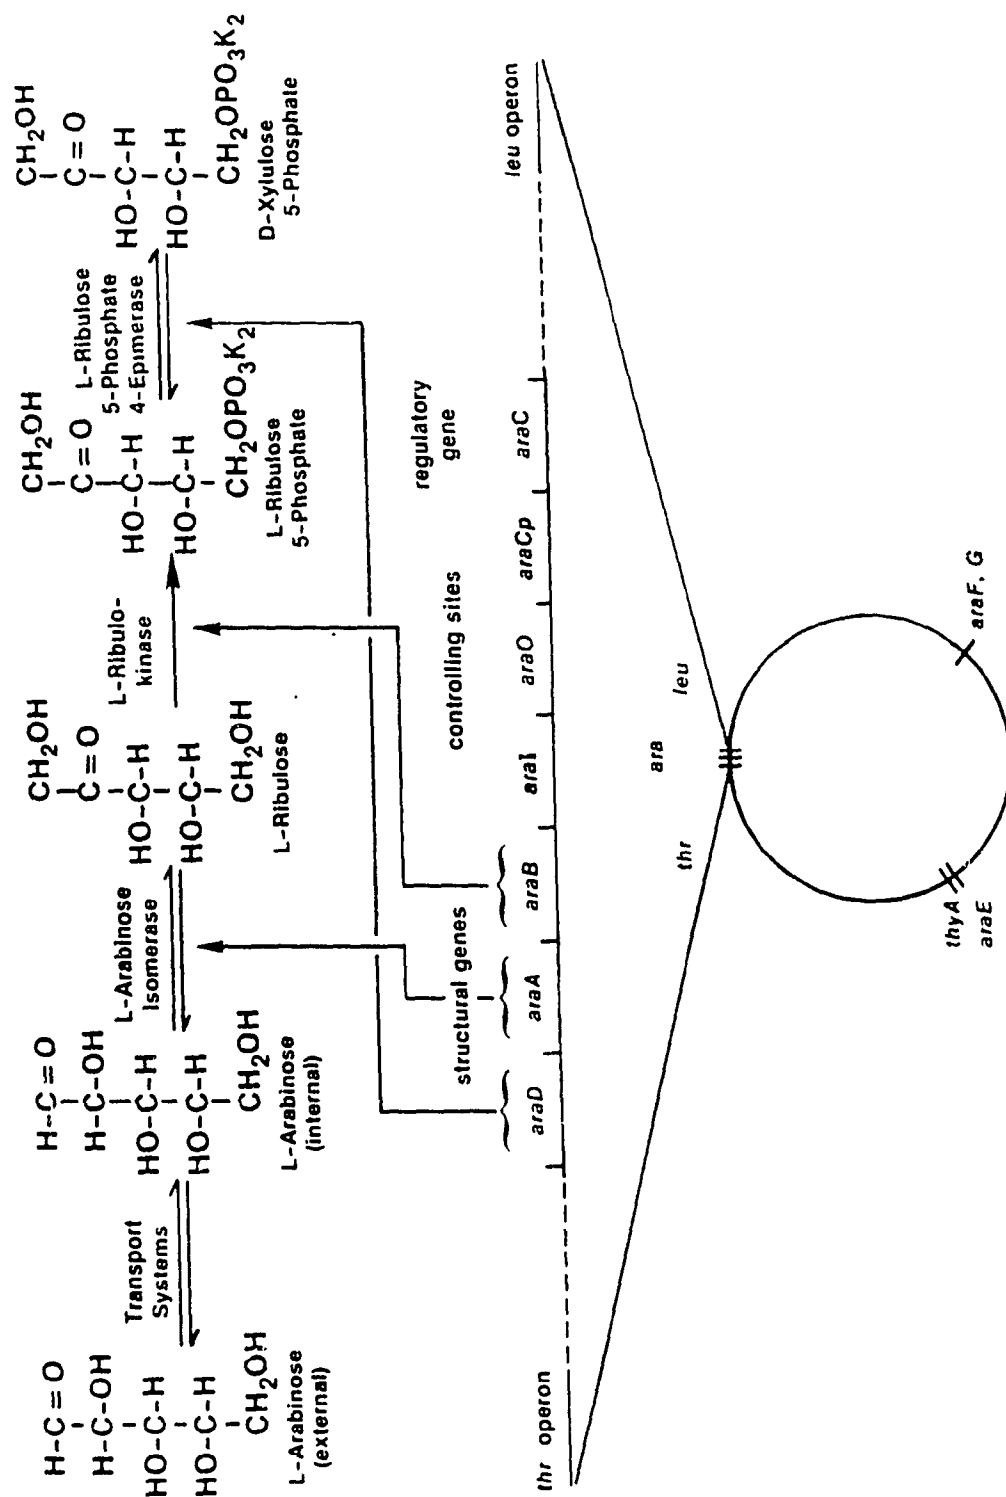 H-C=O
H-C-OH
HO-C-H
HO-C-H
CH2OH
L-Arabinose
(external)
Transport
Systems
H-C=O
H-C-OH
HO-C-H
HO-C-H
CH2OH
L-Arabinose
(internal)
L-Arabinose
Isomerase
CH2OH
C=O
HO-C-H
HO-C-H
CH2OH
L-Ribulose
L-Ribulo-
kinase
CH2OH
C=O
HO-C-H
HO-C-H
CH2OPO3K2
L-Ribulose
5-Phosphate
L-Ribulose
5-Phosphate
4-Epimerase
CH2OH
C=O
HO-C-H
HO-C-H
CH2OPO3K2
D-Xylulose
5-Phosphate
structural genes
controlling sites
regulatory
gene
thr operon
araD
araA
araB
araI
araO
araCp
araC
leu operon
thr
ara
leu
thyA
araE
araF, G